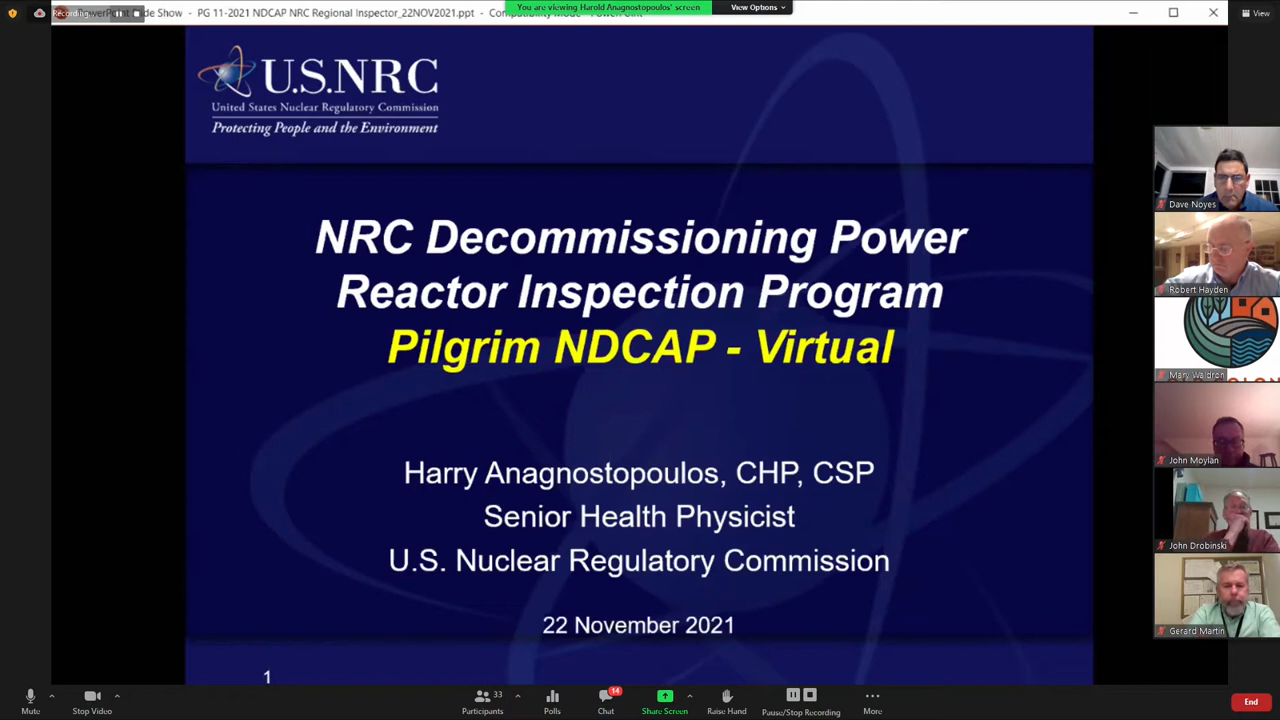 Recording
PowerPoint Slide Show - PG 11-2021 NDCAP NRC Regional Inspector_22NOV2021.ppt - Compatibility Mode
You are viewing Harold Anagnostopoulos' screen
View Options
View
U.S.NRC
United States Nuclear Regulatory Commission
Protecting People and the Environment
NRC Decommissioning Power
Reactor Inspection Program
Pilgrim NDCAP - Virtual
Harry Anagnostopoulos, CHP, CSP
Senior Health Physicist
U.S. Nuclear Regulatory Commission
22 November 2021
1
Dave Noyes
Robert Hayden
Mary Waldron
John Moylan
John Drobinski
Gerard Martin
Mute
Stop Video
33
Participants
Polls
14
Chat
Share Screen
Raise Hand
Pause/Stop Recording
More
End